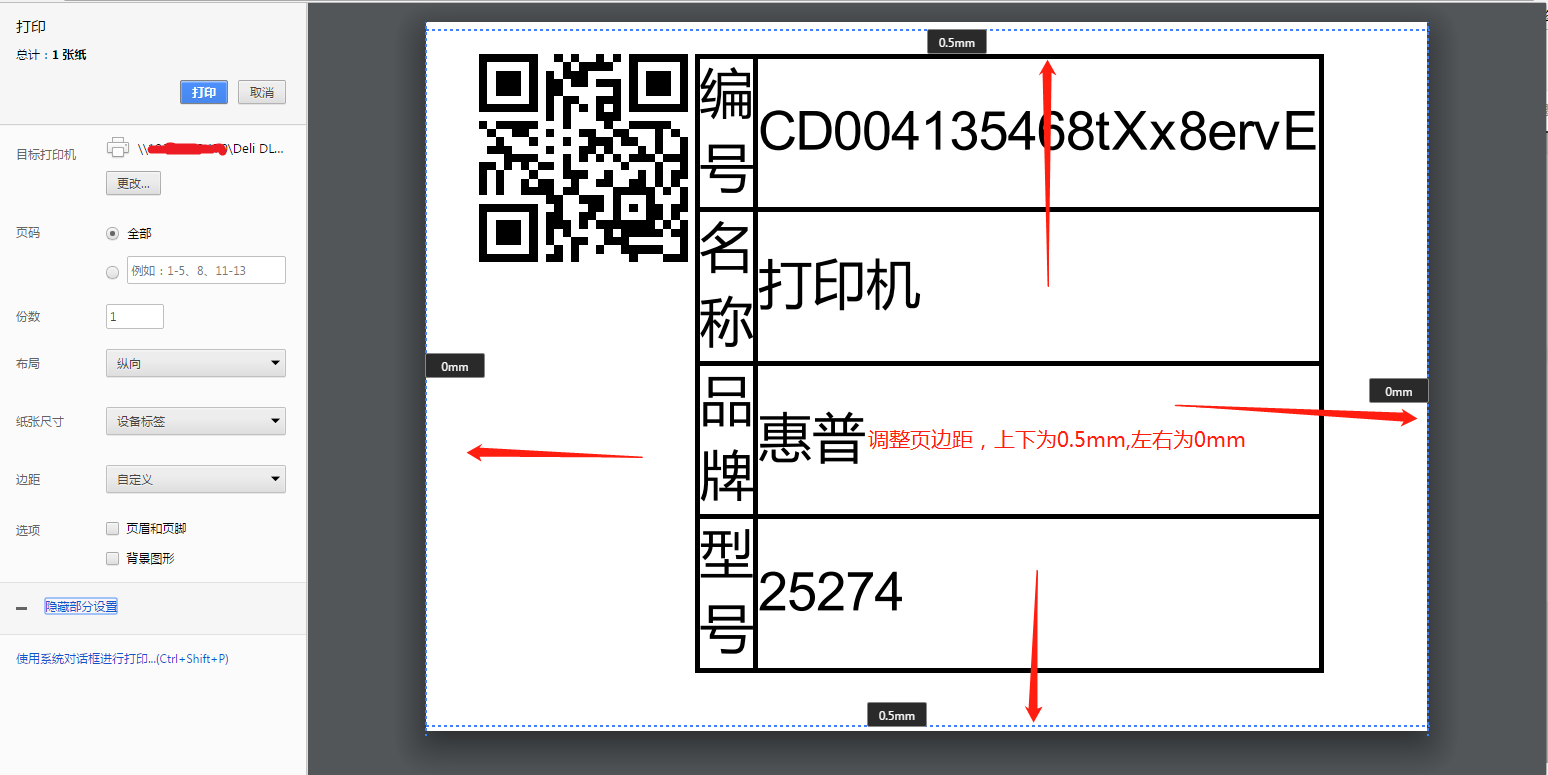 打印
总计：1 张纸
打印 取消
目标打印机 \Deli DL...
更改...
页码 全部
例如：1-5、8、11-13
份数 1
布局 纵向
纸张尺寸 设备标签
边距 自定义
选项 页眉和页脚
背景图形
隐藏部分设置
使用系统对话框进行打印...(Ctrl+Shift+P)
0.5mm
编号 CD004135468tXx8ervE
名称 打印机
0mm
0mm
品牌 惠普
调整页边距，上下为0.5mm,左右为0mm
型号 25274
0.5mm